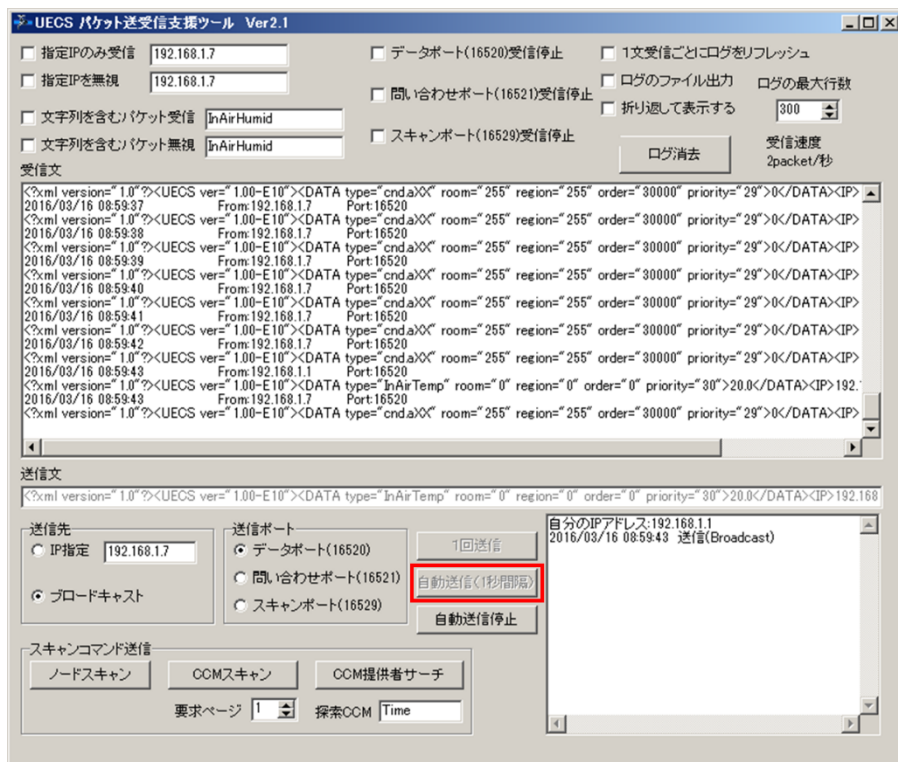 UECS パケット送受信支援ツール Ver2.1
指定IPのみ受信 192.168.1.7
データポート(16520)受信停止
1文受信ごとにログをリフレッシュ
指定IPを無視 192.168.1.7
問い合わせポート(16521)受信停止
ログのファイル出力
ログの最大行数
折り返して表示する
300
文字列を含むパケット受信 InAirHumid
スキャンポート(16529)受信停止
文字列を含むパケット無視 InAirHumid
ログ消去
受信速度
2packet/秒
受信文
<?xml version="1.0"?><UECS ver="1.00-E10"><DATA type="cnd.aXX" room="255" region="255" order="30000" priority="29">0</DATA><IP>
2016/03/16 08:59:37 From:192.168.1.7 Port:16520
<?xml version="1.0"?><UECS ver="1.00-E10"><DATA type="cnd.aXX" room="255" region="255" order="30000" priority="29">0</DATA><IP>
2016/03/16 08:59:38 From:192.168.1.7 Port:16520
<?xml version="1.0"?><UECS ver="1.00-E10"><DATA type="cnd.aXX" room="255" region="255" order="30000" priority="29">0</DATA><IP>
2016/03/16 08:59:39 From:192.168.1.7 Port:16520
<?xml version="1.0"?><UECS ver="1.00-E10"><DATA type="cnd.aXX" room="255" region="255" order="30000" priority="29">0</DATA><IP>
2016/03/16 08:59:40 From:192.168.1.7 Port:16520
<?xml version="1.0"?><UECS ver="1.00-E10"><DATA type="cnd.aXX" room="255" region="255" order="30000" priority="29">0</DATA><IP>
2016/03/16 08:59:41 From:192.168.1.7 Port:16520
<?xml version="1.0"?><UECS ver="1.00-E10"><DATA type="cnd.aXX" room="255" region="255" order="30000" priority="29">0</DATA><IP>
2016/03/16 08:59:42 From:192.168.1.7 Port:16520
<?xml version="1.0"?><UECS ver="1.00-E10"><DATA type="cnd.aXX" room="255" region="255" order="30000" priority="29">0</DATA><IP>
2016/03/16 08:59:43 From:192.168.1.1 Port:16520
<?xml version="1.0"?><UECS ver="1.00-E10"><DATA type="InAirTemp" room="0" region="0" order="0" priority="30">20.0</DATA><IP>192.
2016/03/16 08:59:43 From:192.168.1.7 Port:16520
<?xml version="1.0"?><UECS ver="1.00-E10"><DATA type="cnd.aXX" room="255" region="255" order="30000" priority="29">0</DATA><IP>
送信文
<?xml version="1.0"?><UECS ver="1.00-E10"><DATA type="InAirTemp" room="0" region="0" order="0" priority="30">20.0</DATA><IP>192.168
送信先
IP指定 192.168.1.7
ブロードキャスト
送信ポート
データポート(16520)
問い合わせポート(16521)
スキャンポート(16529)
1回送信
自動送信(1秒間隔)
自動送信停止
自分のIPアドレス:192.168.1.1
2016/03/16 08:59:43 送信(Broadcast)
スキャンコマンド送信
ノードスキャン
CCMスキャン
CCM提供者サーチ
要求ページ 1
探索CCM Time